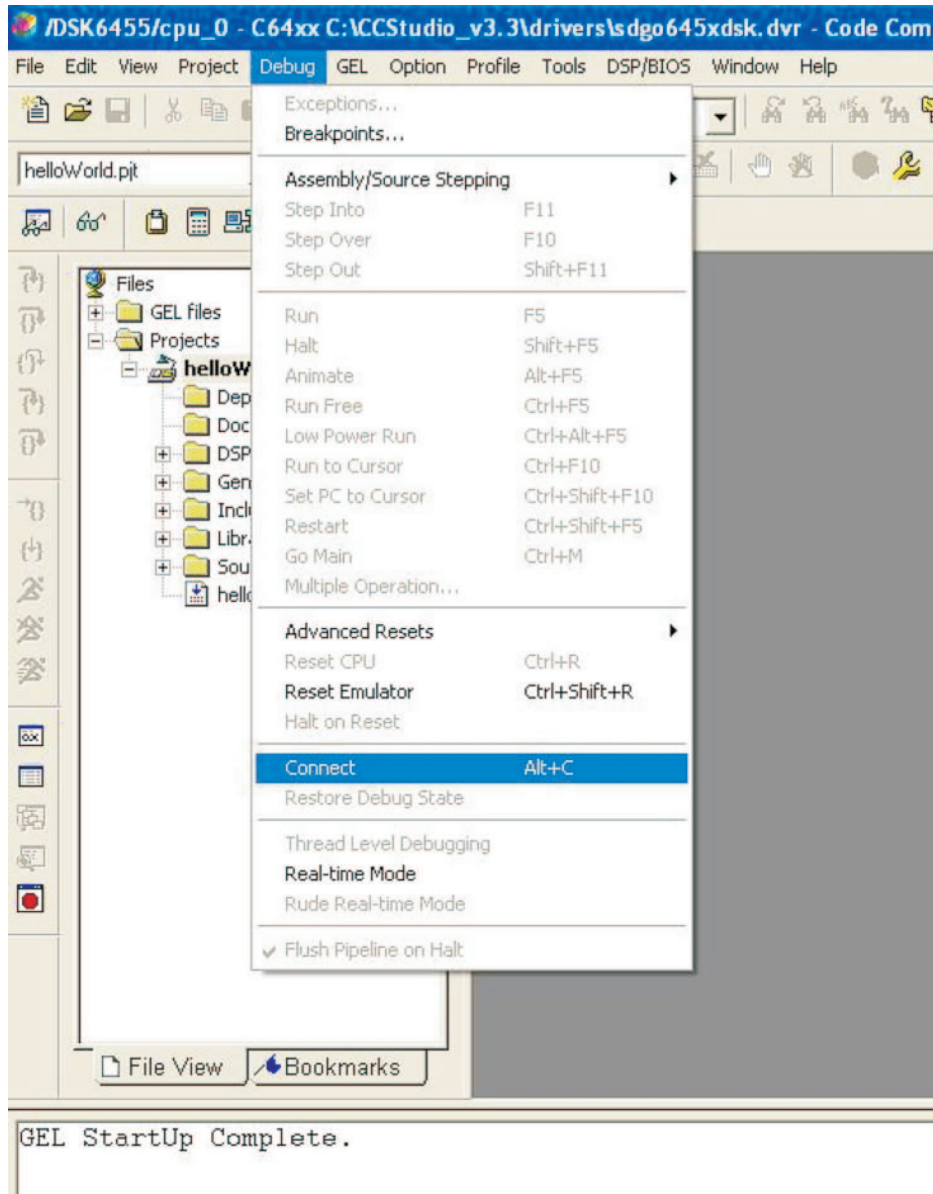 /DSK6455/cpu_0 - C64xx C:\CCStudio_v3.3\drivers\sdgo645xdsk.dvr - Code Com
File Edit View Project Debug GEL Option Profile Tools DSP/BIOS Window Help
helloWorld.pjt
Exceptions...
Breakpoints...
Assembly/Source Stepping
Step Into F11
Step Over F10
Step Out Shift+F11
Run F5
Halt Shift+F5
Animate Alt+F5
Run Free Ctrl+F5
Low Power Run Ctrl+Alt+F5
Run to Cursor Ctrl+F10
Set PC to Cursor Ctrl+Shift+F10
Restart Ctrl+Shift+F5
Go Main Ctrl+M
Multiple Operation...
Advanced Resets
Reset CPU Ctrl+R
Reset Emulator Ctrl+Shift+R
Halt on Reset
Connect Alt+C
Restore Debug State
Thread Level Debugging
Real-time Mode
Rude Real-time Mode
Flush Pipeline on Halt
Files
GEL files
Projects
helloW
Dep
Doc
DSP
Gen
Incl
Libr
Sou
hell
File View Bookmarks
GEL StartUp Complete.